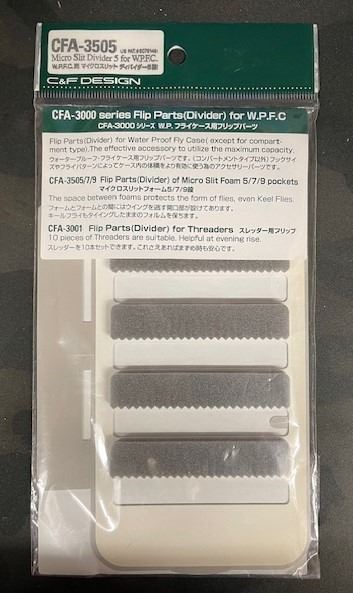 CFA-3505
US PAT.#6079148
Micro Slit Divider 5 for W.P.F.C.
W.P.F.C.用 マイクロスリット ディバイダー5段
C&F DESIGN
CFA-3000 series Flip Parts(Divider) for W.P.F.C
CFA-3000シリーズ W.P. フライケース用フリップパーツ
Flip Parts(Divider) for Water Proof Fly Case( except for compart-
ment type).The effective accessory to utilize the maximum capacity.
ウォータープルーフ・フライケース用フリップパーツです。(コンパートメントタイプ以外)フックサイ
ズやフライパターンによってケース内の体積をより有効に使う為のアクセサリーです。
CFA-3505/7/9 Flip Parts(Divider) of Micro Slit Foam 5/7/9 pockets
マイクロスリットフォーム5/7/9段
The space between foams protects the form of flies, even Keel Flies.
フォームとフォームとの間にはウイングを逃す開口部が設けてあります。
キールフライもタイイングしたままのフォルムを保ちます。
CFA-3001 Flip Parts(Divider) for Threaders スレッダー用フリップ
10 pieces of Threaders are suitable. Helpful at evening rise.
スレッダーを10本セットできます。これさえあればまずめ時も安心です。